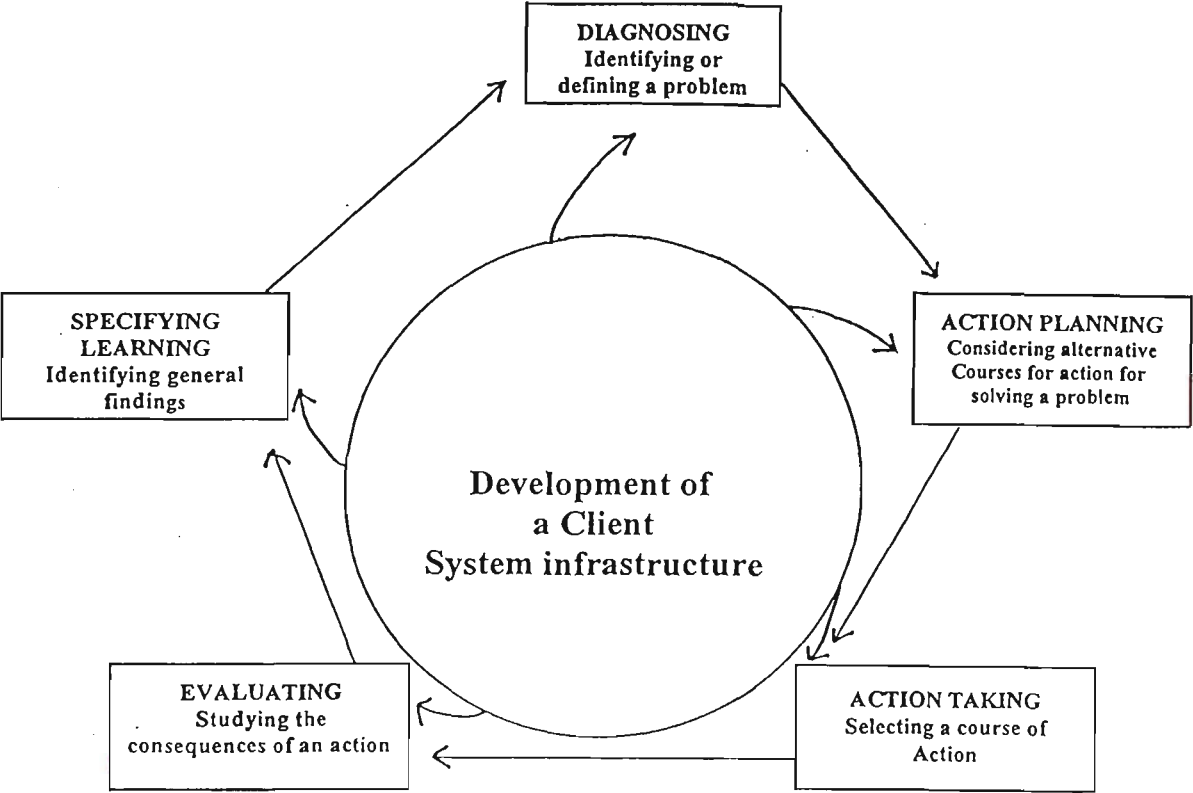 DIAGNOSING
Identifying or
defining a problem
ACTION PLANNING
Considering alternative
Courses for action for
solving a problem
ACTION TAKING
Selecting a course of
Action
EVALUATING
Studying the
consequences of an action
SPECIFYING
LEARNING
Identifying general
findings
Development of
a Client
System infrastructure